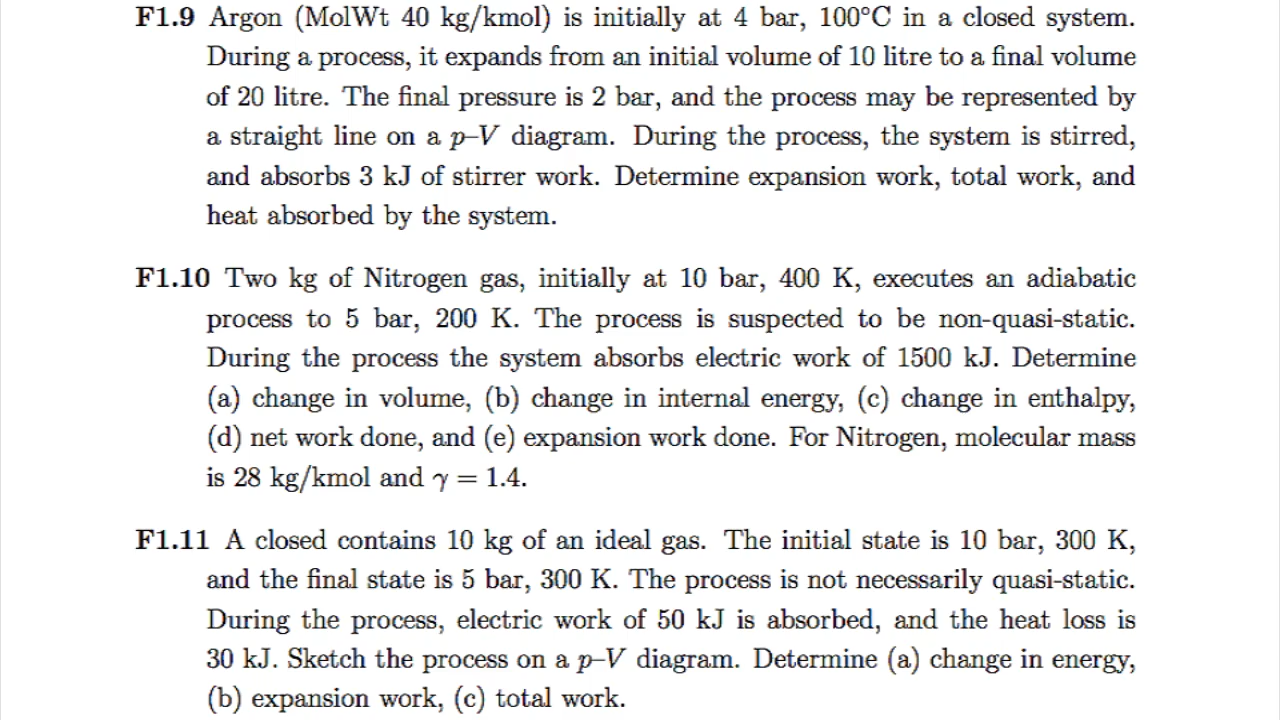 F1.9 Argon (MolWt 40 kg/kmol) is initially at 4 bar, 100°C in a closed system.
During a process, it expands from an initial volume of 10 litre to a final volume
of 20 litre. The final pressure is 2 bar, and the process may be represented by
a straight line on a p–V diagram. During the process, the system is stirred,
and absorbs 3 kJ of stirrer work. Determine expansion work, total work, and
heat absorbed by the system.
F1.10 Two kg of Nitrogen gas, initially at 10 bar, 400 K, executes an adiabatic
process to 5 bar, 200 K. The process is suspected to be non-quasi-static.
During the process the system absorbs electric work of 1500 kJ. Determine
(a) change in volume, (b) change in internal energy, (c) change in enthalpy,
(d) net work done, and (e) expansion work done. For Nitrogen, molecular mass
is 28 kg/kmol and γ = 1.4.
F1.11 A closed contains 10 kg of an ideal gas. The initial state is 10 bar, 300 K,
and the final state is 5 bar, 300 K. The process is not necessarily quasi-static.
During the process, electric work of 50 kJ is absorbed, and the heat loss is
30 kJ. Sketch the process on a p–V diagram. Determine (a) change in energy,
(b) expansion work, (c) total work.